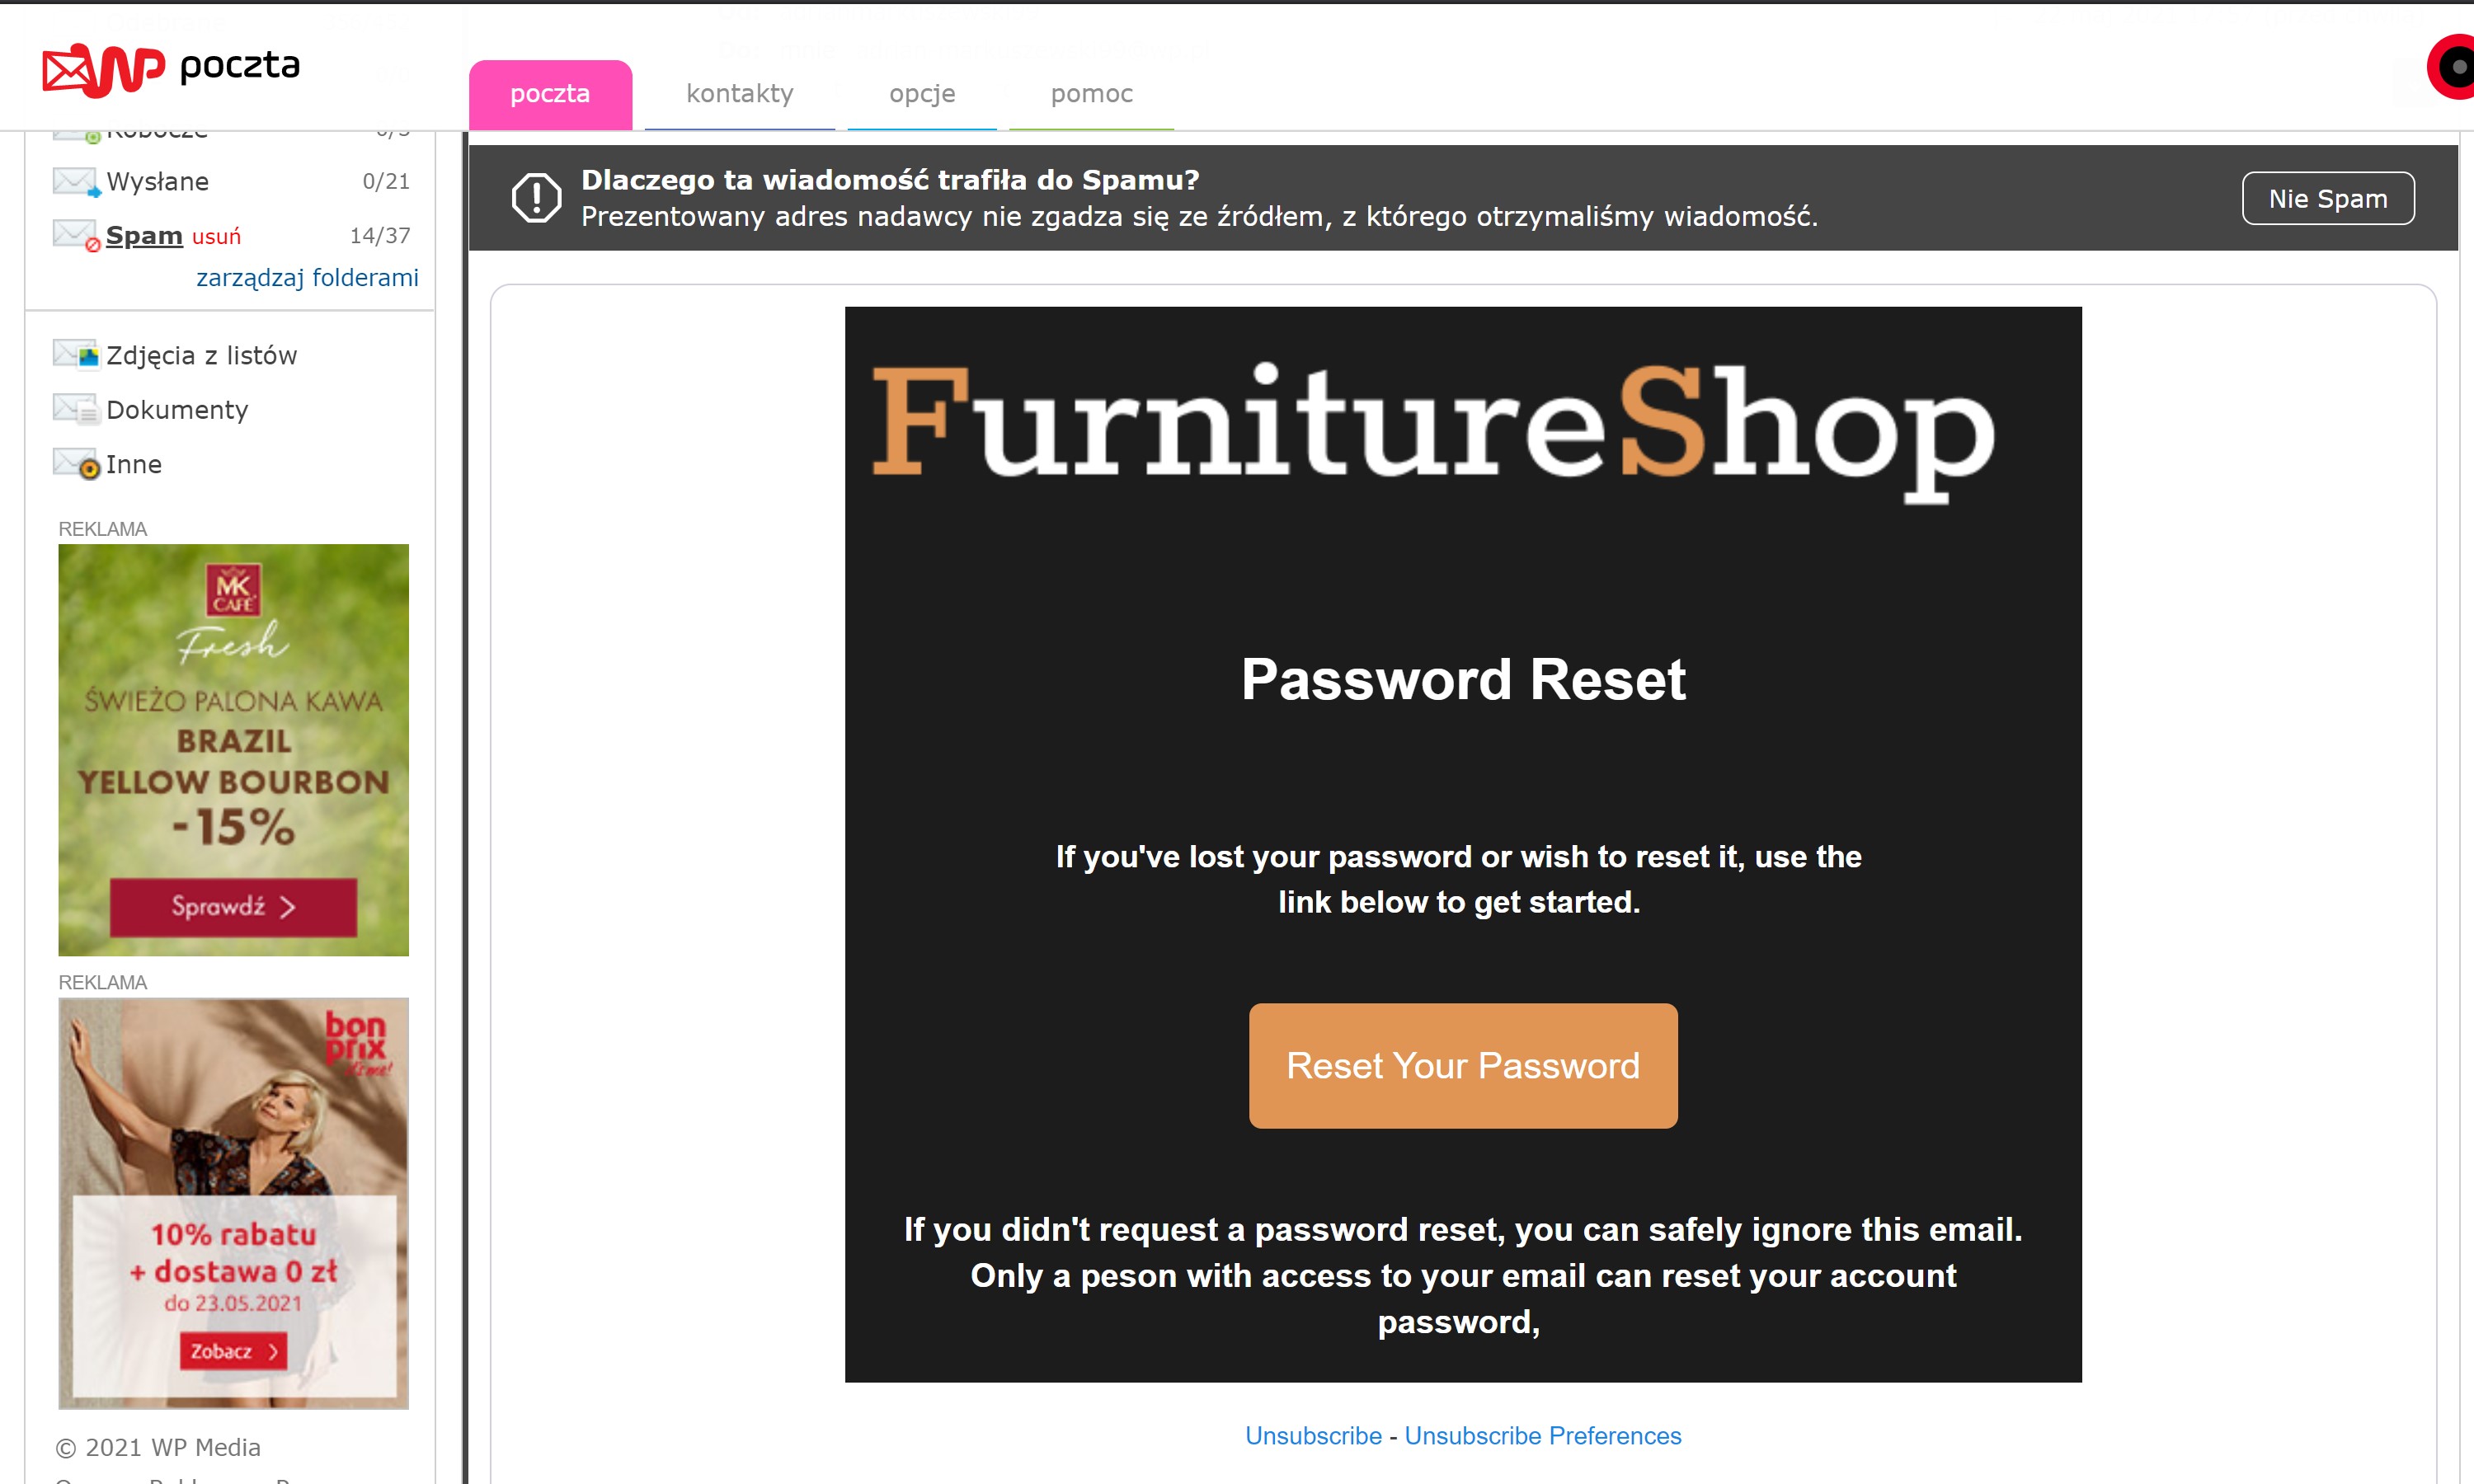 WP poczta
poczta
kontakty
opcje
pomoc
Robocze
Wysłane 0/21
Spam usuń 14/37
zarządzaj folderami
Zdjęcia z listów
Dokumenty
Inne
REKLAMA
MK
CAFÉ
Fresh
ŚWIEŻO PALONA KAWA
BRAZIL
YELLOW BOURBON
-15%
Sprawdź >
REKLAMA
bon
prix
it's me!
10% rabatu
+ dostawa 0 zł
do 23.05.2021
Zobacz >
© 2021 WP Media
Dlaczego ta wiadomość trafiła do Spamu?
Prezentowany adres nadawcy nie zgadza się ze źródłem, z którego otrzymaliśmy wiadomość.
Nie Spam
FurnitureShop
Password Reset
If you've lost your password or wish to reset it, use the
link below to get started.
Reset Your Password
If you didn't request a password reset, you can safely ignore this email.
Only a peson with access to your email can reset your account
password,
Unsubscribe - Unsubscribe Preferences